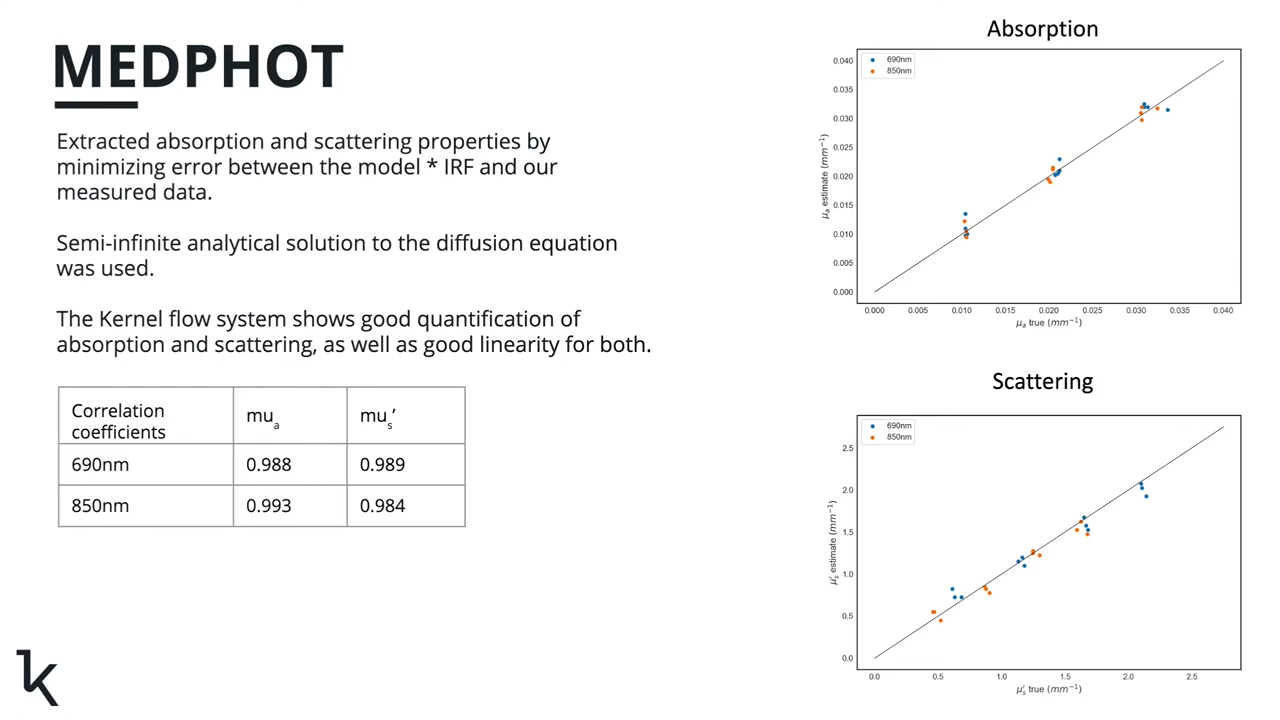 MEDPHOT
Extracted absorption and scattering properties by
minimizing error between the model * IRF and our
measured data.
Semi-infinite analytical solution to the diffusion equation
was used.
The Kernel flow system shows good quantification of
absorption and scattering, as well as good linearity for both.
Correlation coefficients mu_a mu_s′
690nm 0.988 0.989
850nm 0.993 0.984
Absorption
690nm
850nm
0.040
0.035
0.030
0.025
0.020
0.015
0.010
0.005
0.000
μ_a estimate (mm⁻¹)
0.000 0.005 0.010 0.015 0.020 0.025 0.030 0.035 0.040
μ_a true (mm⁻¹)
Scattering
690nm
850nm
2.5
2.0
1.5
1.0
0.5
0.0
μ′_s estimate (mm⁻¹)
0.0 0.5 1.0 1.5 2.0 2.5
μ′_s true (mm⁻¹)
k